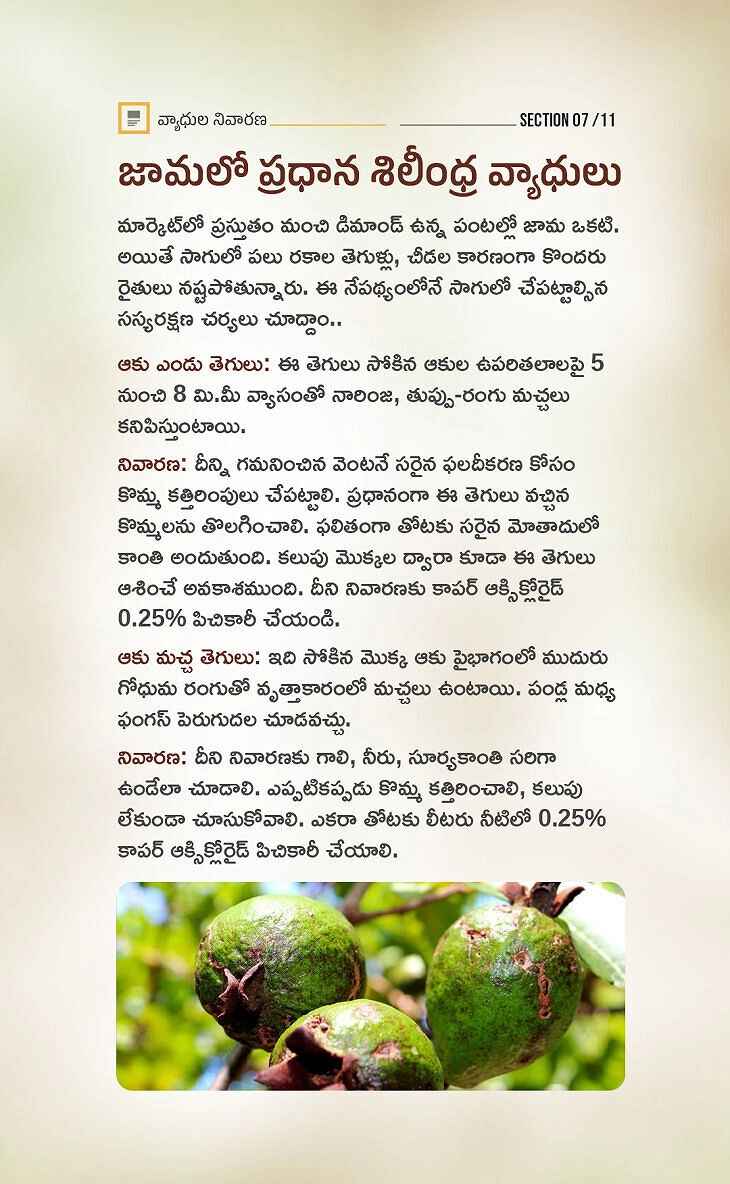 వ్యాధుల నివారణ
SECTION 07 / 11
జామలో ప్రధాన శిలీంధ్ర వ్యాధులు
మార్కెట్‌లో ప్రస్తుతం మంచి డిమాండ్ ఉన్న పంటల్లో జామ ఒకటి.
అయితే సాగులో పలు రకాల తెగుళ్లు, చీడల కారణంగా కొందరు
రైతులు నష్టపోతున్నారు. ఈ నేపథ్యంలోనే సాగులో చేపట్టాల్సిన
సస్యరక్షణ చర్యలు చూద్దాం..
ఆకు ఎండు తెగులు: ఈ తెగులు సోకిన ఆకుల ఉపరితలాలపై 5
నుంచి 8 మి.మీ వ్యాసంతో నారింజ, తుప్పు-రంగు మచ్చలు
కనిపిస్తుంటాయి.
నివారణ: దీన్ని గమనించిన వెంటనే సరైన ఫలదీకరణ కోసం
కొమ్మ కత్తిరింపులు చేపట్టాలి. ప్రధానంగా ఈ తెగులు వచ్చిన
కొమ్మలను తొలగించాలి. ఫలితంగా తోటకు సరైన మోతాదులో
కాంతి అందుతుంది. కలుపు మొక్కల ద్వారా కూడా ఈ తెగులు
ఆశించే అవకాశముంది. దీని నివారణకు కాపర్ ఆక్సిక్లోరైడ్
0.25% పిచికారీ చేయండి.
ఆకు మచ్చ తెగులు: ఇది సోకిన మొక్క ఆకు పైభాగంలో ముదురు
గోధుమ రంగుతో వృత్తాకారంలో మచ్చలు ఉంటాయి. పండ్ల మధ్య
ఫంగస్ పెరుగుదల చూడవచ్చు.
నివారణ: దీని నివారణకు గాలి, నీరు, సూర్యకాంతి సరిగా
ఉండేలా చూడాలి. ఎప్పటికప్పడు కొమ్మ కత్తిరించాలి, కలుపు
లేకుండా చూసుకోవాలి. ఎకరా తోటకు లీటరు నీటిలో 0.25%
కాపర్ ఆక్సిక్లోరైడ్ పిచికారీ చేయాలి.